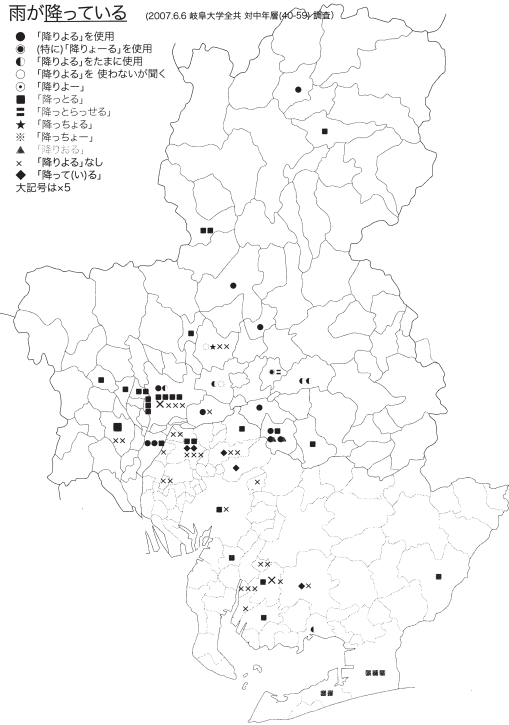 雨が降っている (2007.6.6 岐阜大学全共 対中年層(40-59) 調査)
● 「降りよる」を使用
◉ (特に)「降りょーる」を使用
◐ 「降りよる」をたまに使用
○ 「降りよる」を 使わないが聞く
☉ 「降りよー」
■ 「降っとる」
〓 「降っとらっせる」
★ 「降っちょる」
※ 「降っちょー」
▲ 「降りおる」
× 「降りよる」なし
◆ 「降って(い)る」
大記号は×5